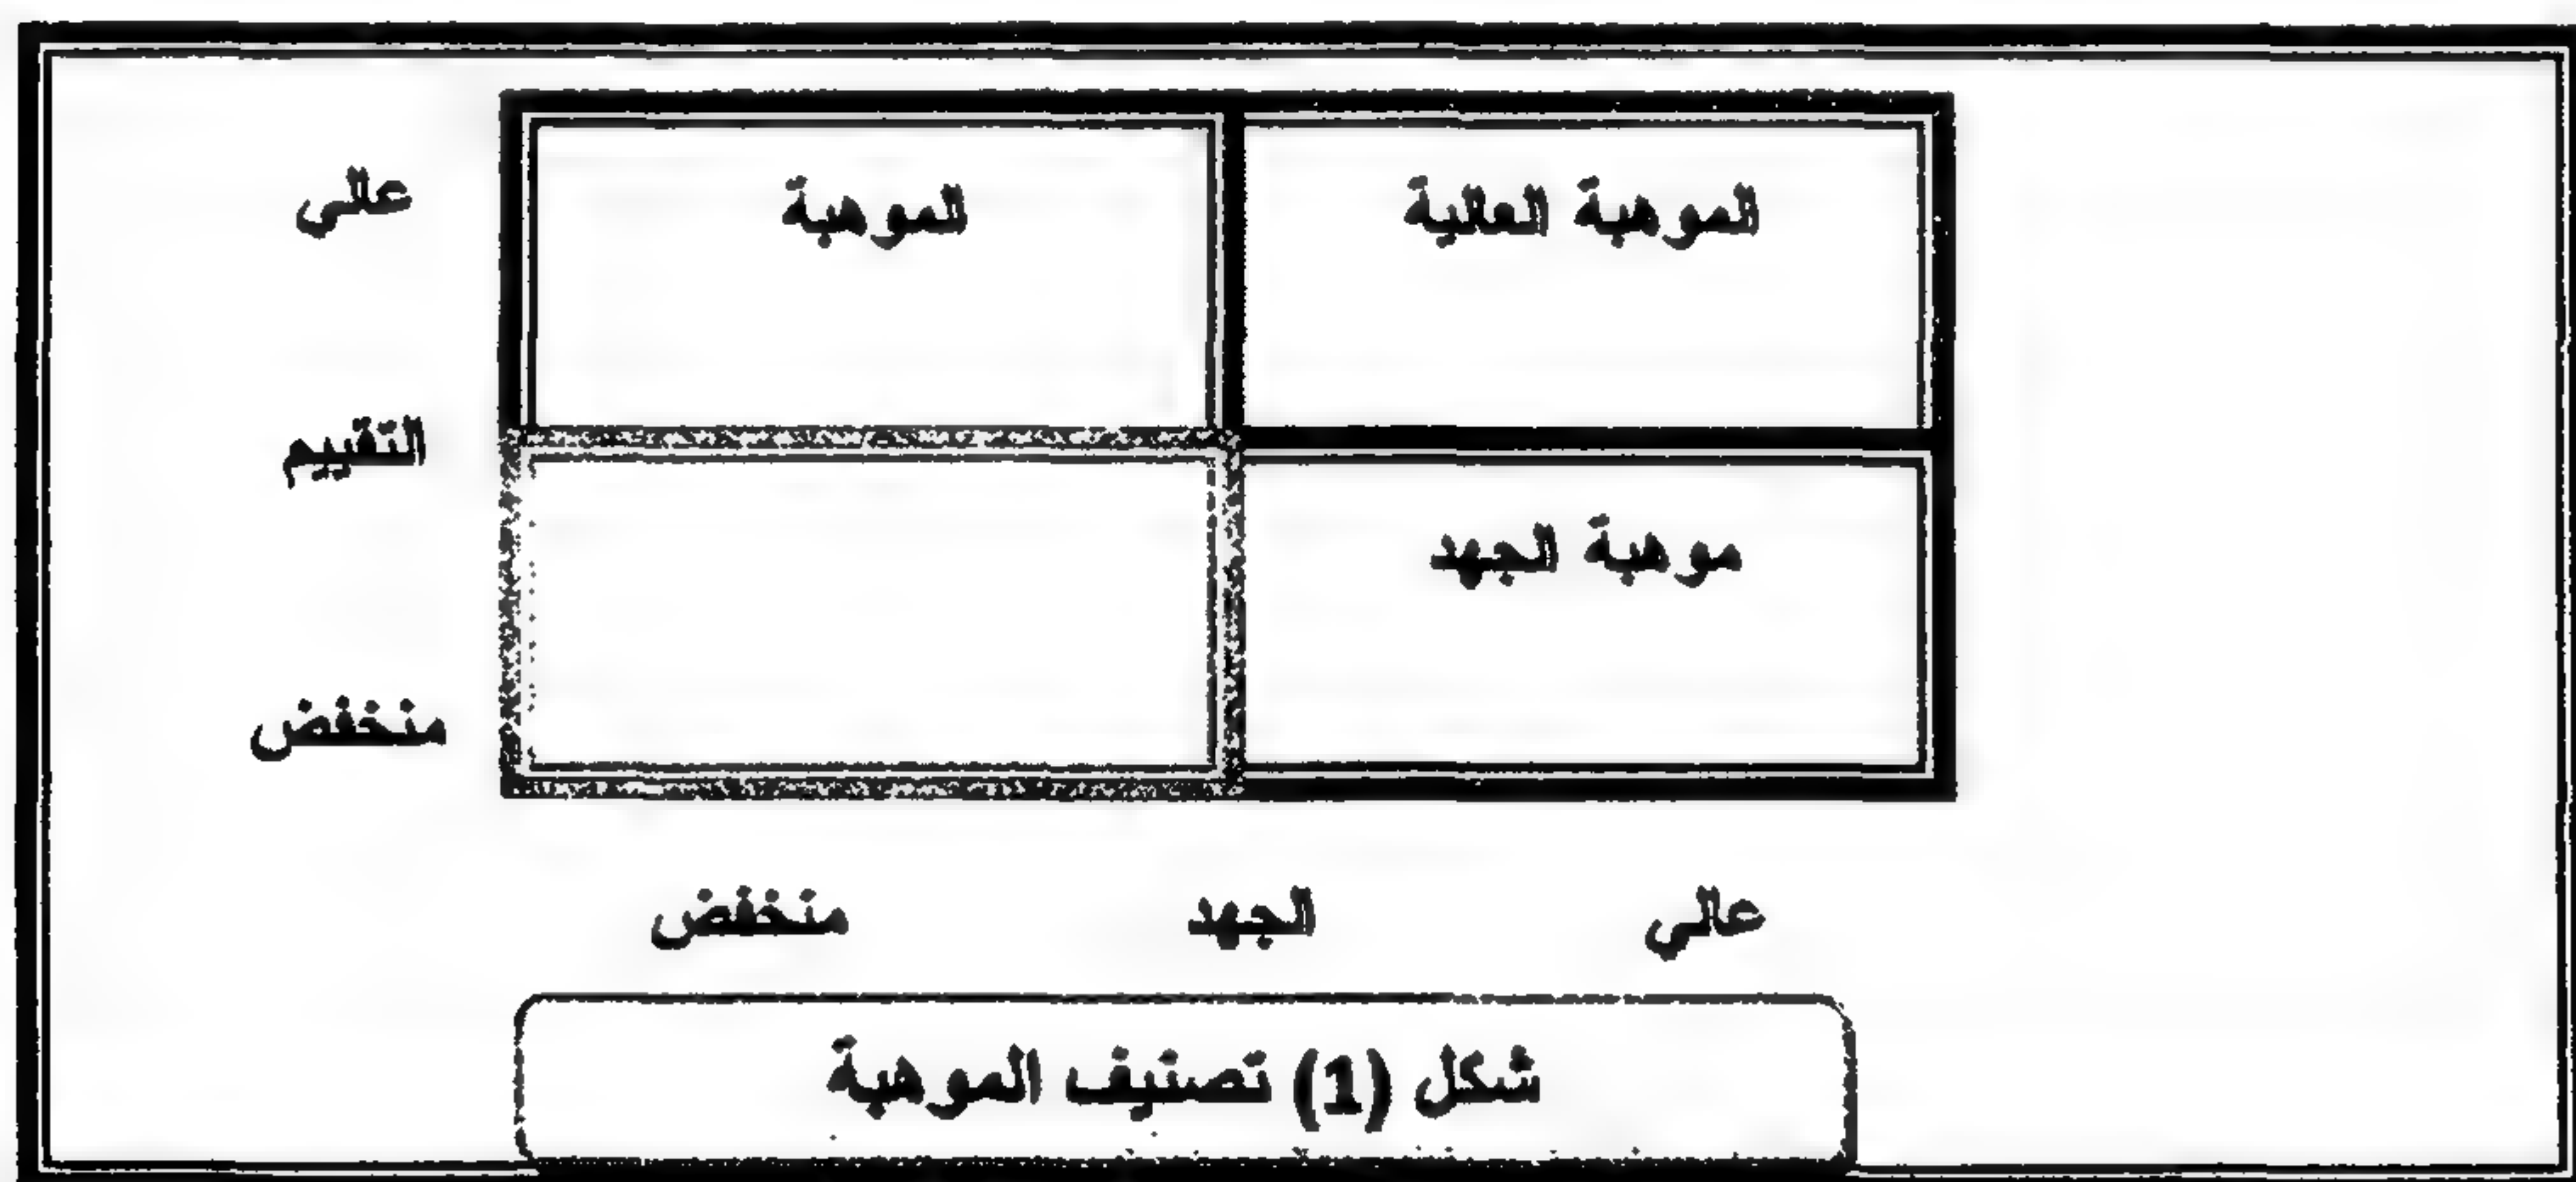 الموهبة العالية الموهبة عالي
التقييم
موهبة الجهد
منخفض
عالي الجهد منخفض
شكل (1) تصنيف الموهبة